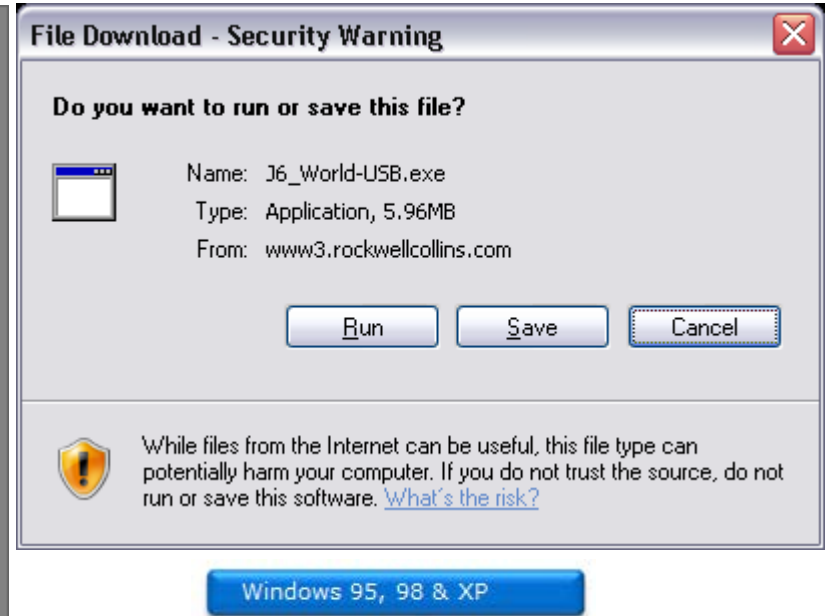 File Download - Security Warning
Do you want to run or save this file?
Name: J6_World-USB.exe
Type: Application, 5.96MB
From: www3.rockwellcollins.com
Run Save Cancel
While files from the Internet can be useful, this file type can
potentially harm your computer. If you do not trust the source, do not
run or save this software. What's the risk?
Windows 95, 98 & XP